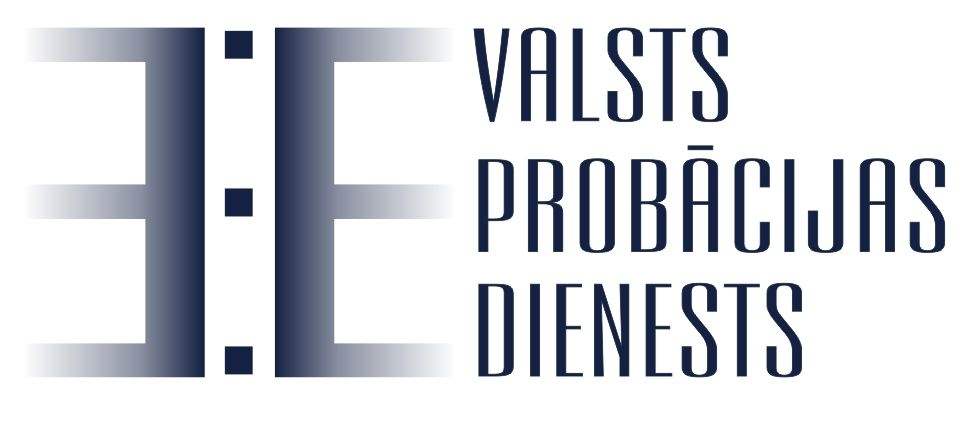 VALSTS
PROBĀCIJAS
DIENESTS